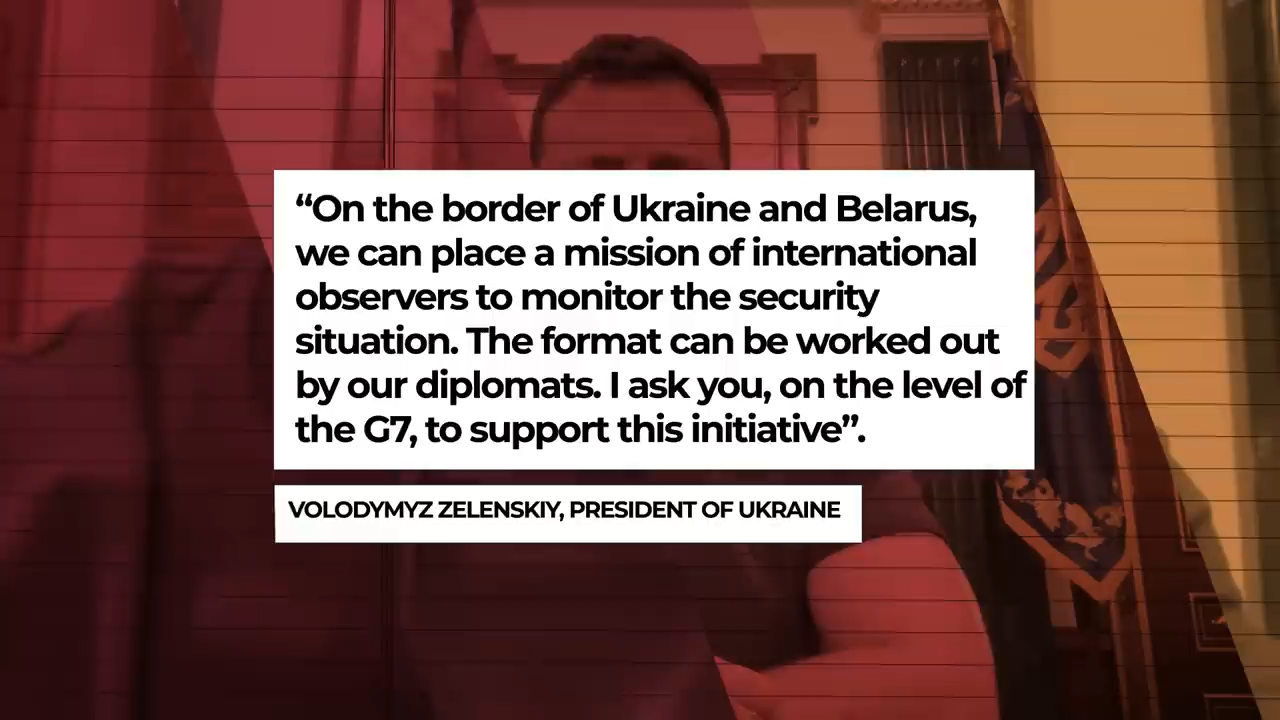 “On the border of Ukraine and Belarus,
we can place a mission of international
observers to monitor the security
situation. The format can be worked out
by our diplomats. I ask you, on the level of
the G7, to support this initiative”.
VOLODYMYZ ZELENSKIY, PRESIDENT OF UKRAINE